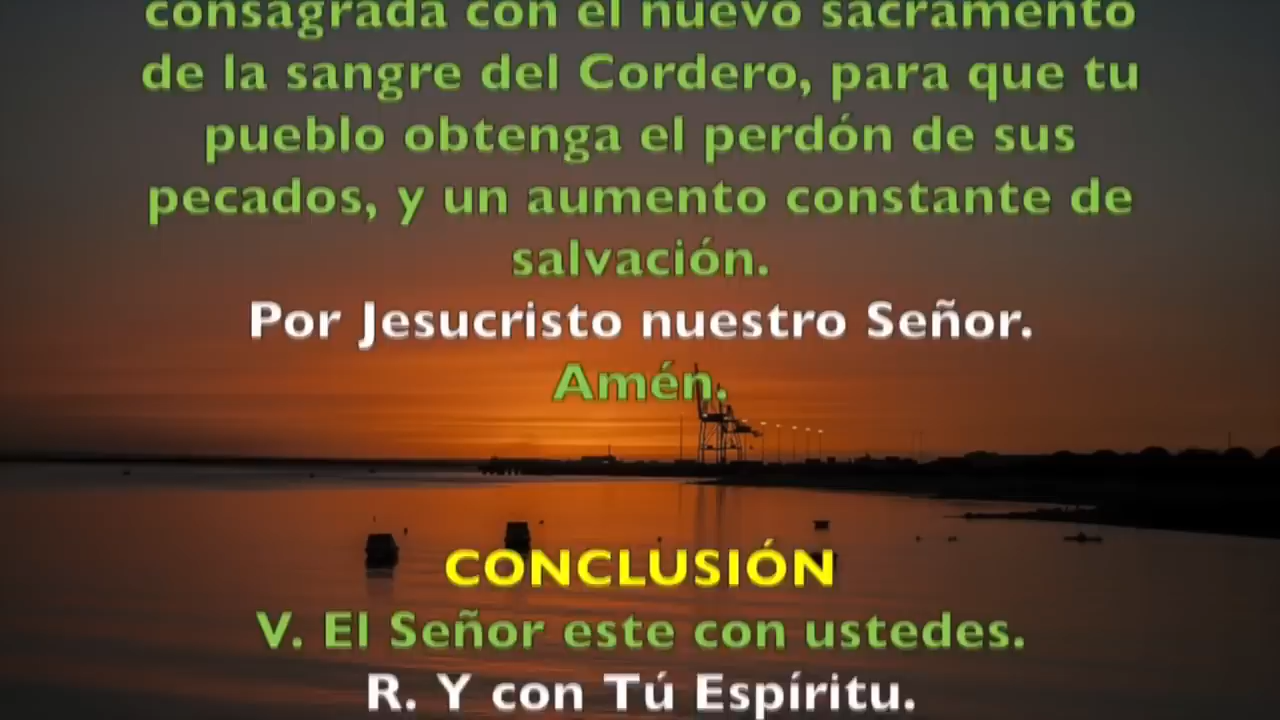 consagrada con el nuevo sacramento
de la sangre del Cordero, para que tu
pueblo obtenga el perdón de sus
pecados, y un aumento constante de
salvación.
Por Jesucristo nuestro Señor.
Amén.
CONCLUSIÓN
V. El Señor este con ustedes.
R. Y con Tú Espíritu.